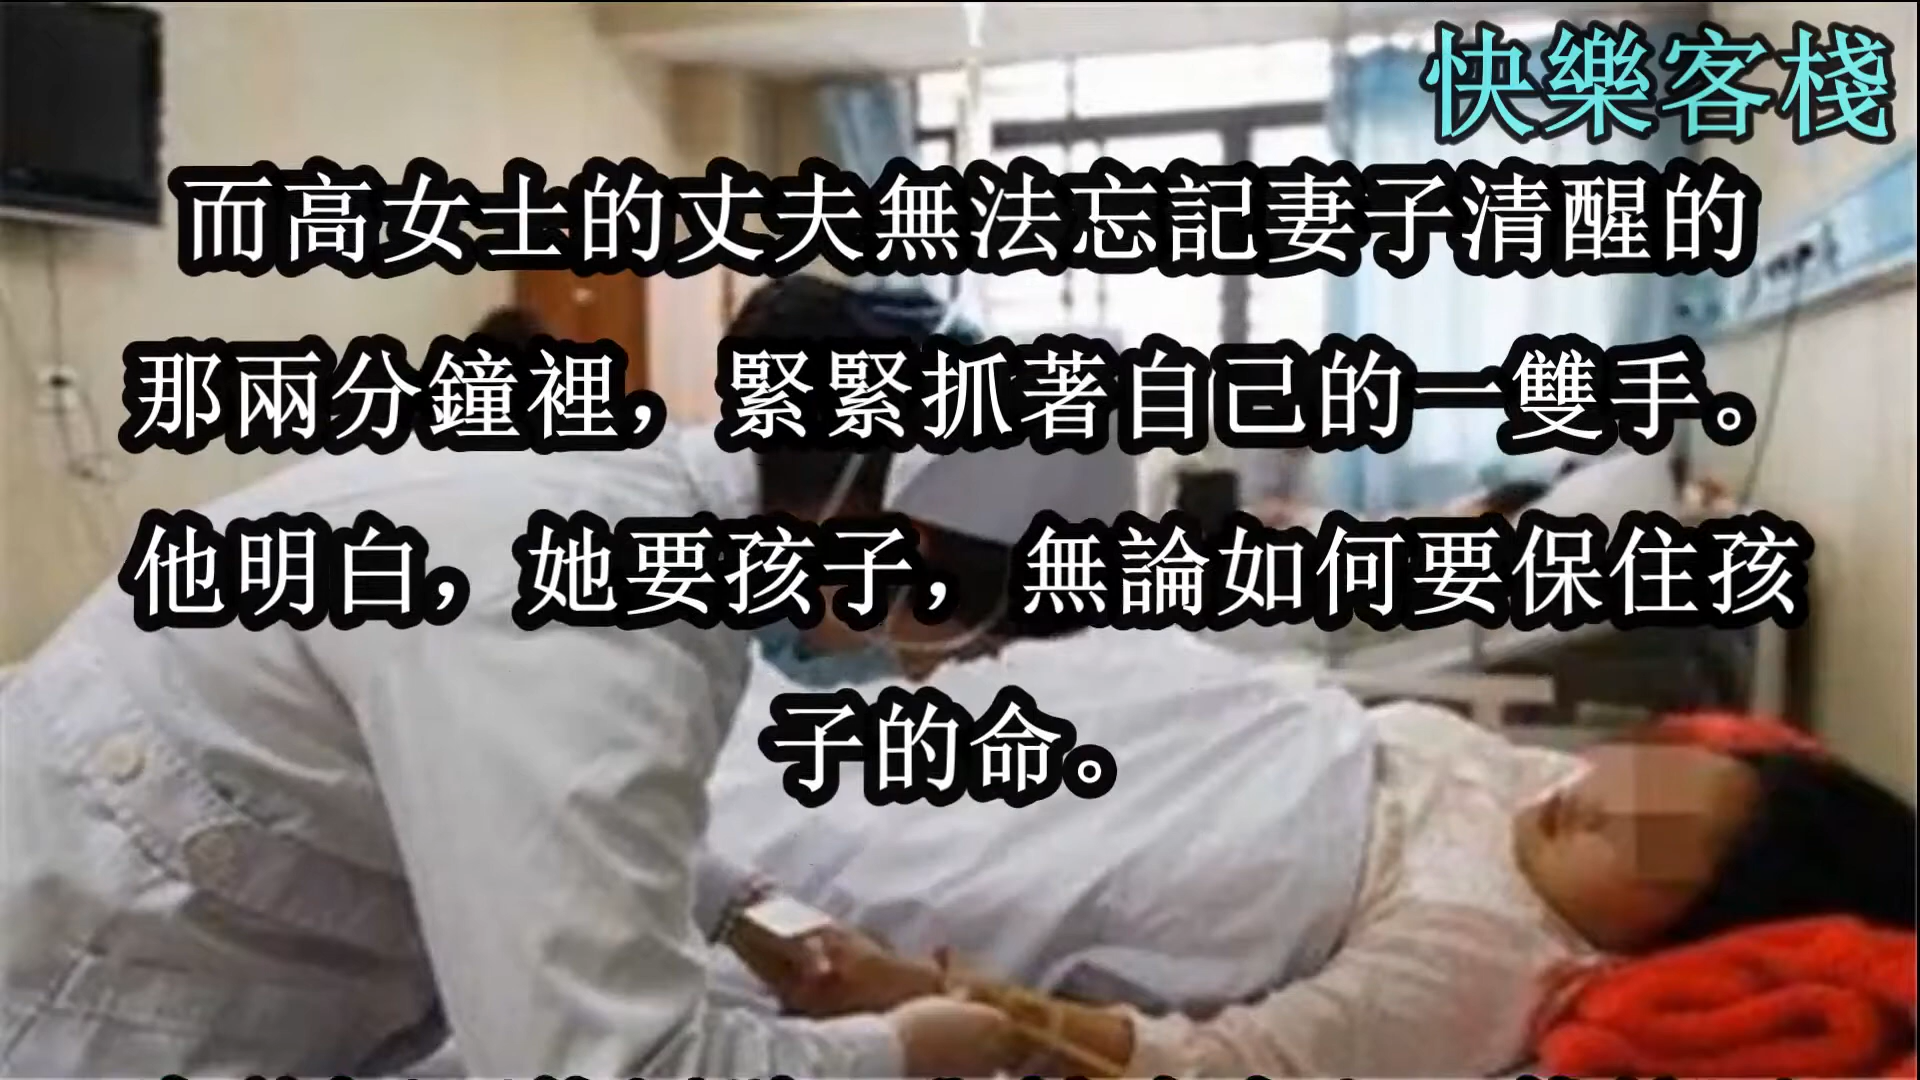 快樂客棧
而高女士的丈夫無法忘記妻子清醒的
那兩分鐘裡，緊緊抓著自己的一雙手。
他明白，她要孩子，無論如何要保住孩
子的命。